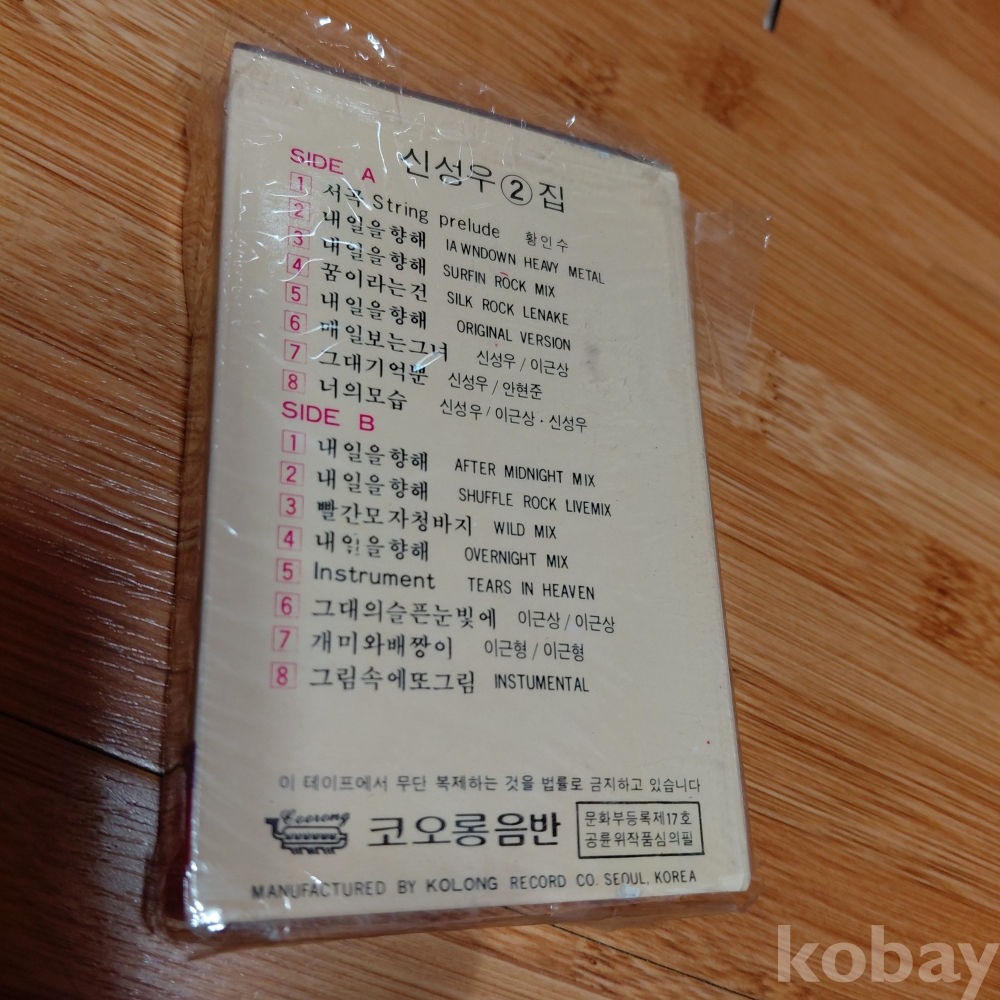 신성우 ② 집
SIDE A
1 서곡 String prelude 황인수
2 내일을향해 IAWNDOWN HEAVY METAL
3 내일을향해 SURFIN ROCK MIX
4 꿈이라는건 SILK ROCK LENAKE
5 내일을향해 ORIGINAL VERSION
6 매일보는그녀 신성우/이근상
7 그대기억뿐 신성우/안현준
8 너의모습 신성우/이근상·신성우
SIDE B
1 내일을향해 AFTER MIDNIGHT MIX
2 내일을향해 SHUFFLE ROCK LIVEMIX
3 빨간모자청바지 WILD MIX
4 내일을향해 OVERNIGHT MIX
5 Instrument TEARS IN HEAVEN
6 그대의슬픈눈빛에 이근상/이근상
7 개미와배짱이 이근형/이근형
8 그림속에또그림 INSTUMENTAL
이 테이프에서 무단 복제하는 것을 법률로 금지하고 있습니다
코오롱음반
문화부등록제17호
공륜위작품심의필
MANUFACTURED BY KOLONG RECORD CO. SEOUL, KOREA
kobay